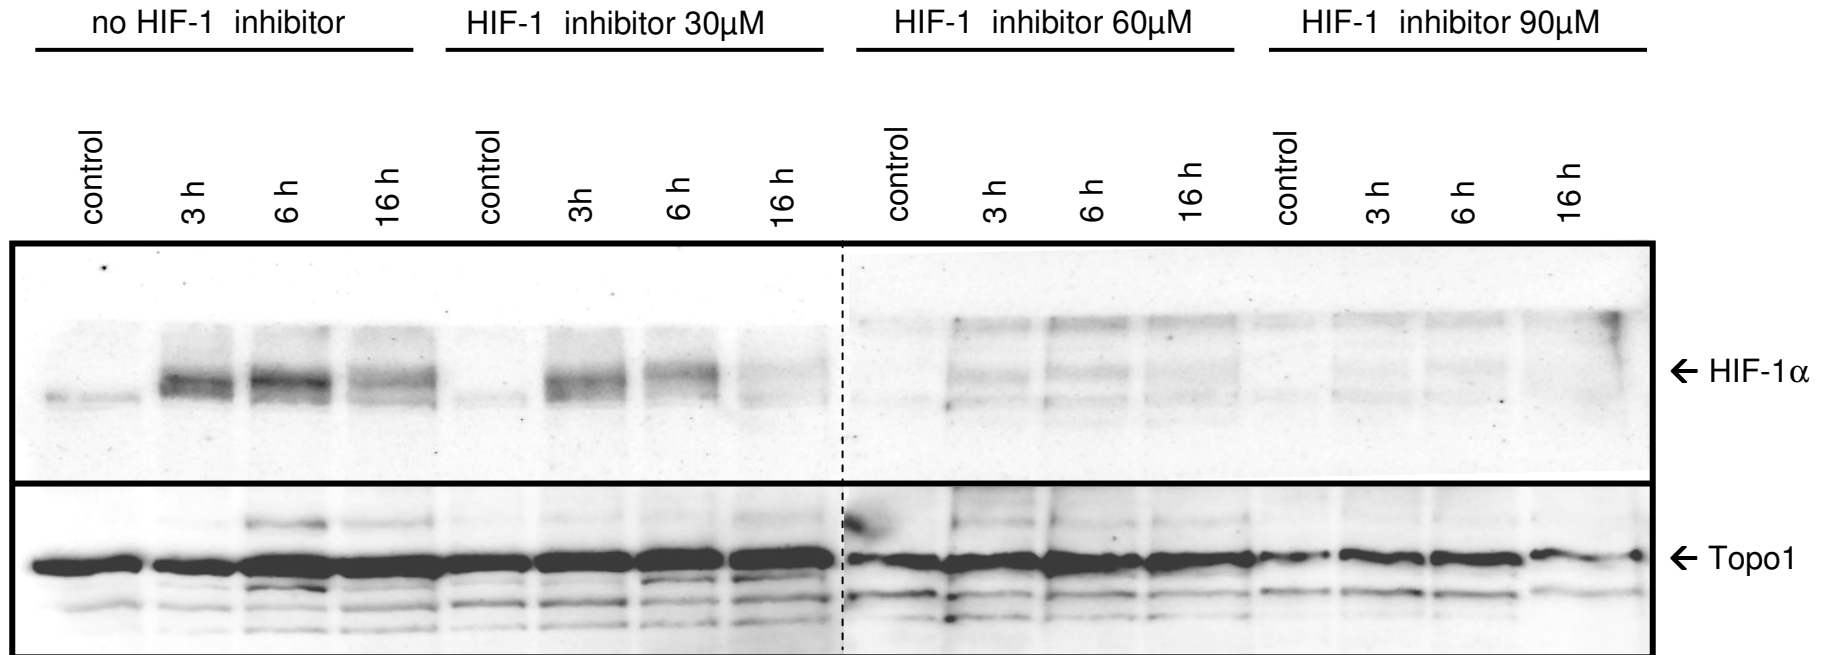 no HIF-1 inhibitor
HIF-1 inhibitor 30µM
HIF-1 inhibitor 60µM
HIF-1 inhibitor 90µM
control
3 h
6 h
16 h
control
3h
6 h
16 h
control
3 h
6 h
16 h
control
3 h
6 h
16 h
← HIF-1α
← Topo1